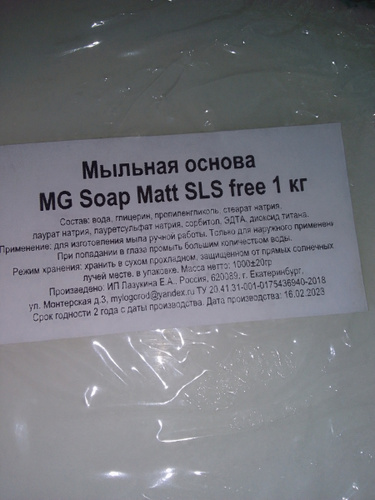 Мыльная основа
MG Soap Matt SLS free 1 кг
Состав: вода, глицерин, пропиленгликоль, стеарат натрия,
лаурат натрия, лауретсульфат натрия, сорбитол, ЭДТА, диоксид титана.
Применение: для изготовления мыла ручной работы. Только для наружного применени
При попадании в глаза промыть большим количеством воды.
Режим хранения: хранить в сухом прохладном, защищенном от прямых солнечных
лучей месте, в упаковке. Масса нетто: 1000±20гр
Произведено: ИП Лазукина Е.А., Россия, 620089, г. Екатеринбург,
ул. Монтерская д.3, mylogorod@yandex.ru ТУ 20.41.31-001-0175436940-2018
Срок годности 2 года с даты производства. Дата производства: 16.02.2023